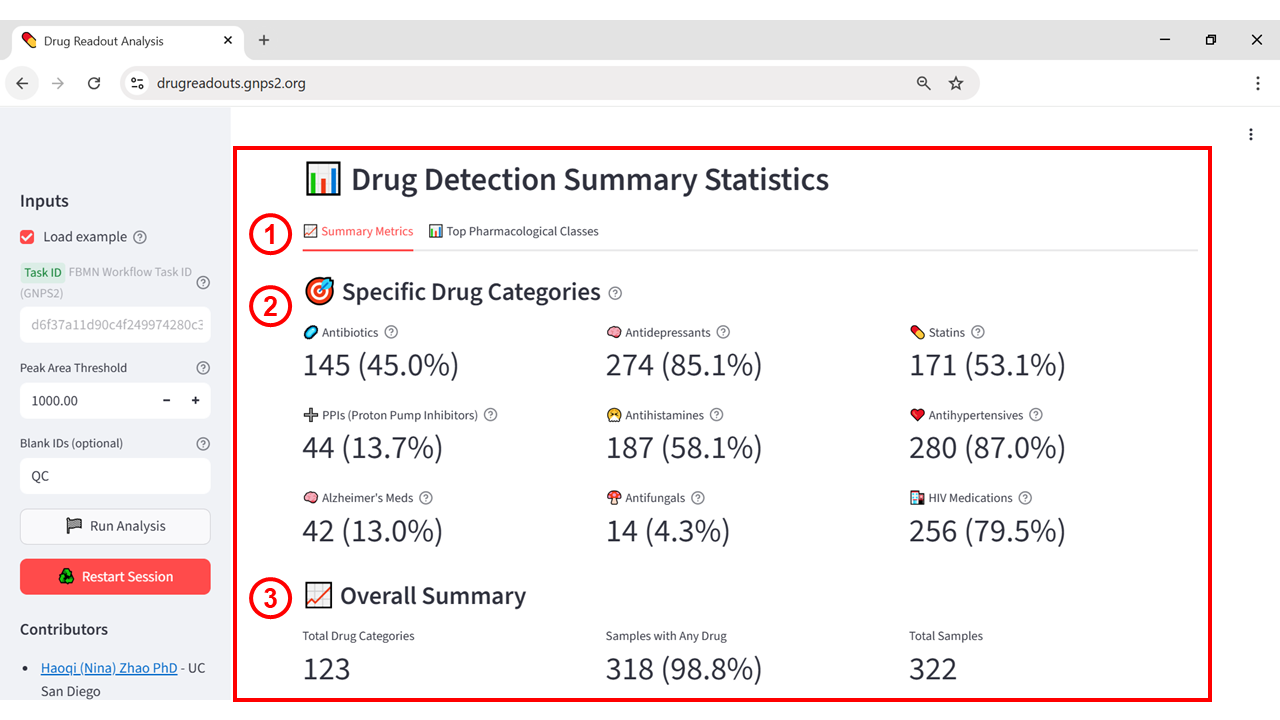 Drug Readout Analysis
drugreadouts.gnps2.org
Inputs
Load example
Task ID FBMN Workflow Task ID
(GNPS2)
d6f37a11d90c4f249974280c3
Peak Area Threshold
1000.00
Blank IDs (optional)
QC
Run Analysis
Restart Session
Contributors
Haoqi (Nina) Zhao PhD - UC
San Diego
Drug Detection Summary Statistics
1
Summary Metrics Top Pharmacological Classes
2
Specific Drug Categories
Antibiotics Antidepressants Statins
145 (45.0%) 274 (85.1%) 171 (53.1%)
PPIs (Proton Pump Inhibitors) Antihistamines Antihypertensives
44 (13.7%) 187 (58.1%) 280 (87.0%)
Alzheimer's Meds Antifungals HIV Medications
42 (13.0%) 14 (4.3%) 256 (79.5%)
3
Overall Summary
Total Drug Categories Samples with Any Drug Total Samples
123 318 (98.8%) 322